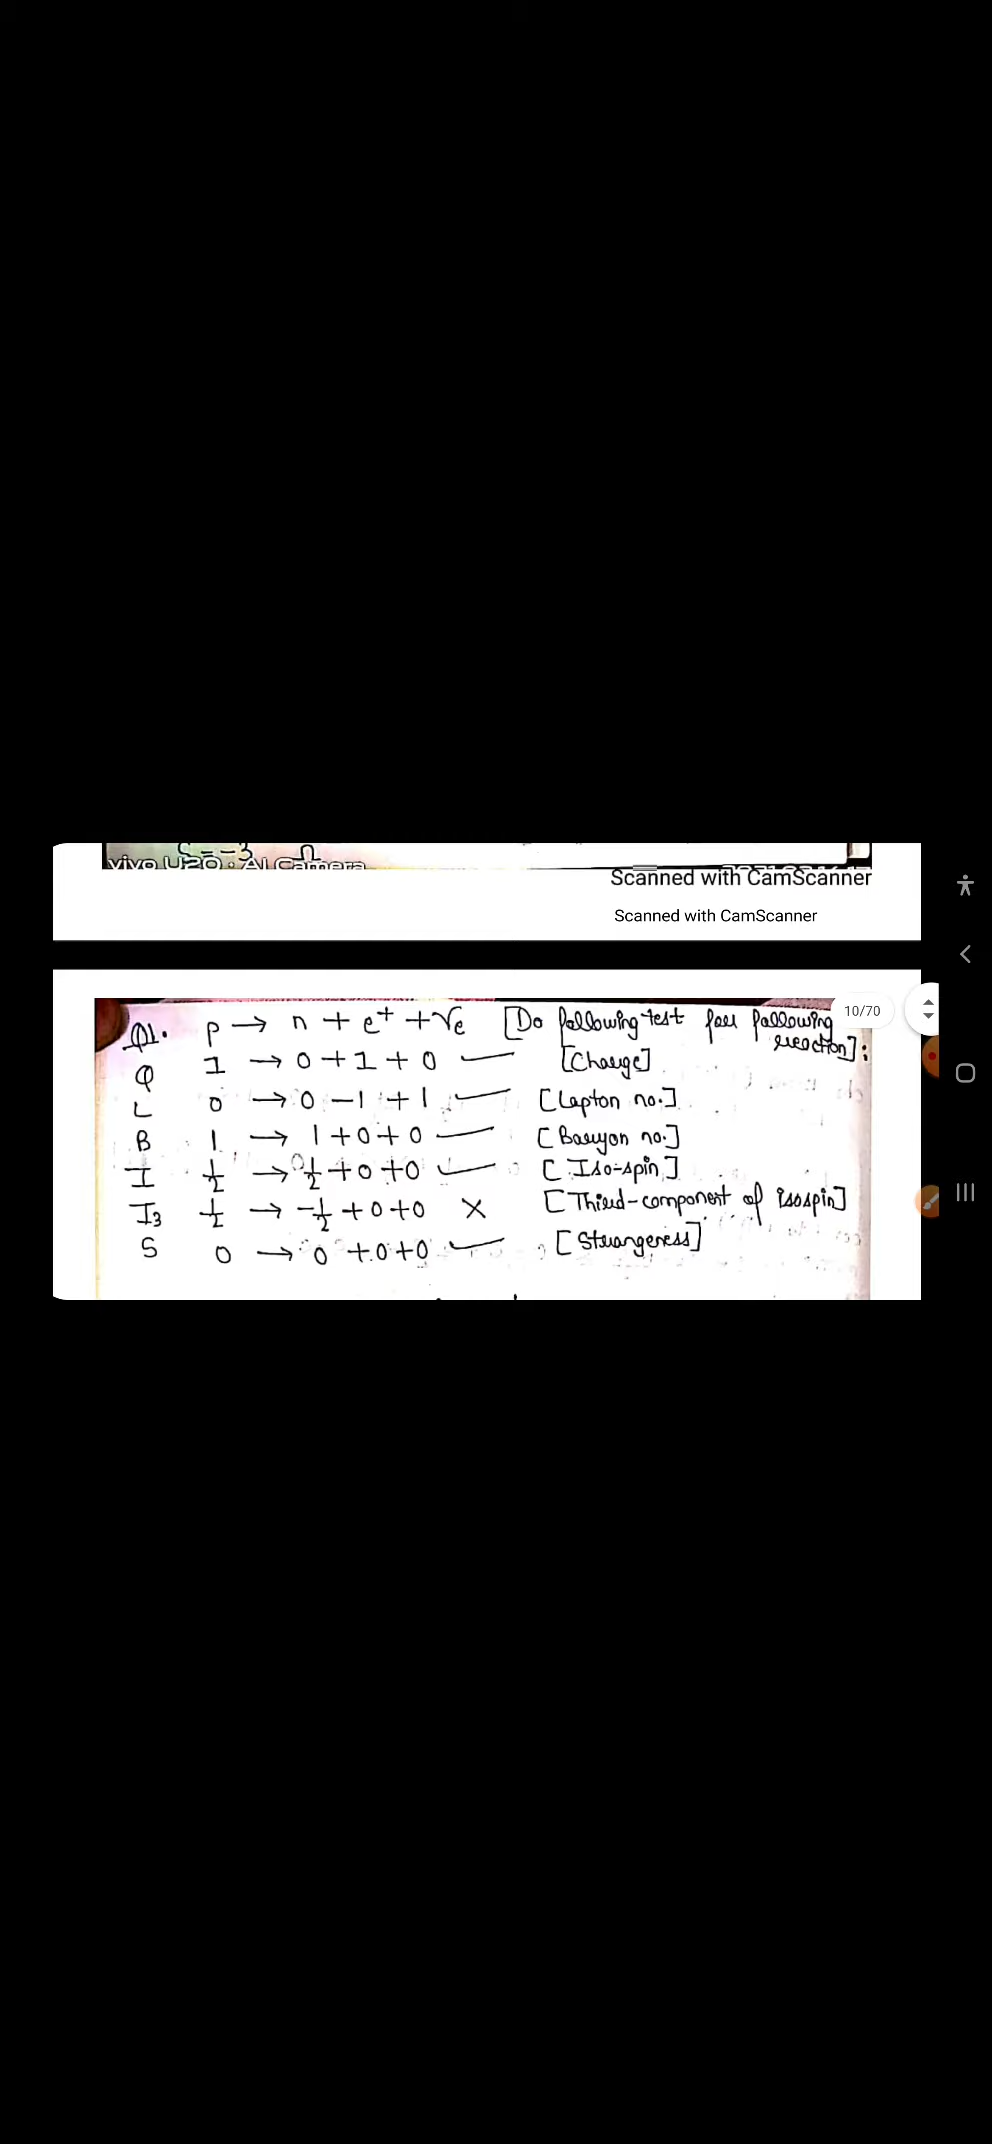 S=-3 Ω
vivo U20 · AI Camera
Scanned with CamScanner
Scanned with CamScanner
10/70
Q1. p → n + e⁺ + νe [Do following test for following reaction]:
Q 1 → 0 + 1 + 0 ✓ [Charge]
L 0 → 0 - 1 + 1 ✓ [Lepton no.]
B 1 → 1 + 0 + 0 ✓ [Baryon no.]
I 1/2 → 1/2 + 0 + 0 ✓ [Iso-spin]
I₃ 1/2 → -1/2 + 0 + 0 × [Third-component of isospin]
S 0 → 0 + 0 + 0 ✓ [Strangeness]